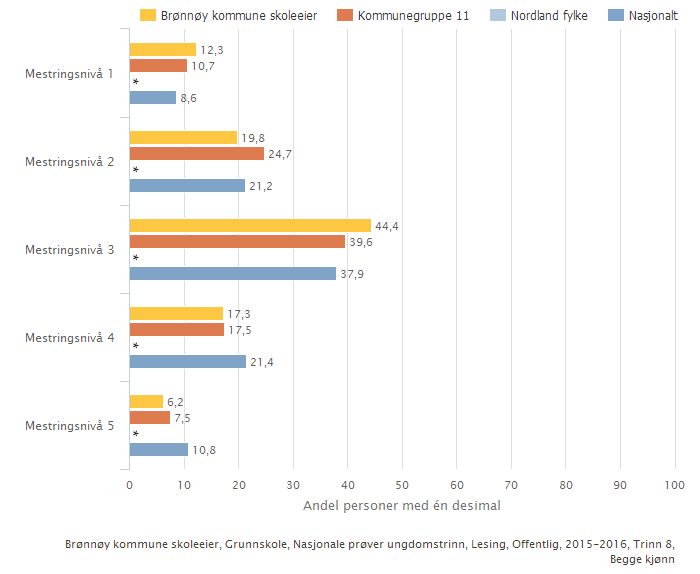 Brønnøy kommune skoleeier Kommunegruppe 11 Nordland fylke Nasjonalt
Mestringsnivå 1
12,3
10,7
*
8,6
Mestringsnivå 2
19,8
24,7
*
21,2
Mestringsnivå 3
44,4
39,6
*
37,9
Mestringsnivå 4
17,3
17,5
*
21,4
Mestringsnivå 5
6,2
7,5
*
10,8
0 10 20 30 40 50 60 70 80 90 100
Andel personer med én desimal
Brønnøy kommune skoleeier, Grunnskole, Nasjonale prøver ungdomstrinn, Lesing, Offentlig, 2015-2016, Trinn 8,
Begge kjønn